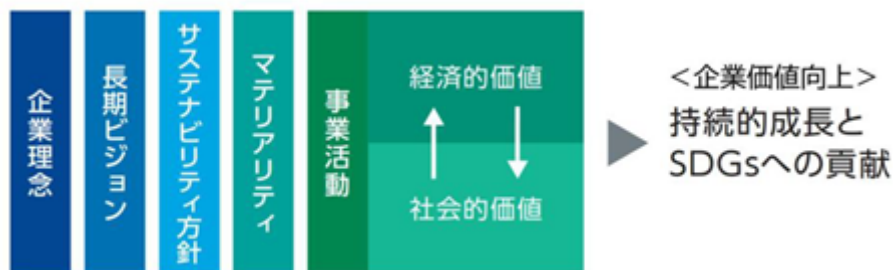 企業理念
長期ビジョン
サステナビリティ方針
マテリアリティ
事業活動
経済的価値
社会的価値
＜企業価値向上＞
持続的成長と
SDGsへの貢献